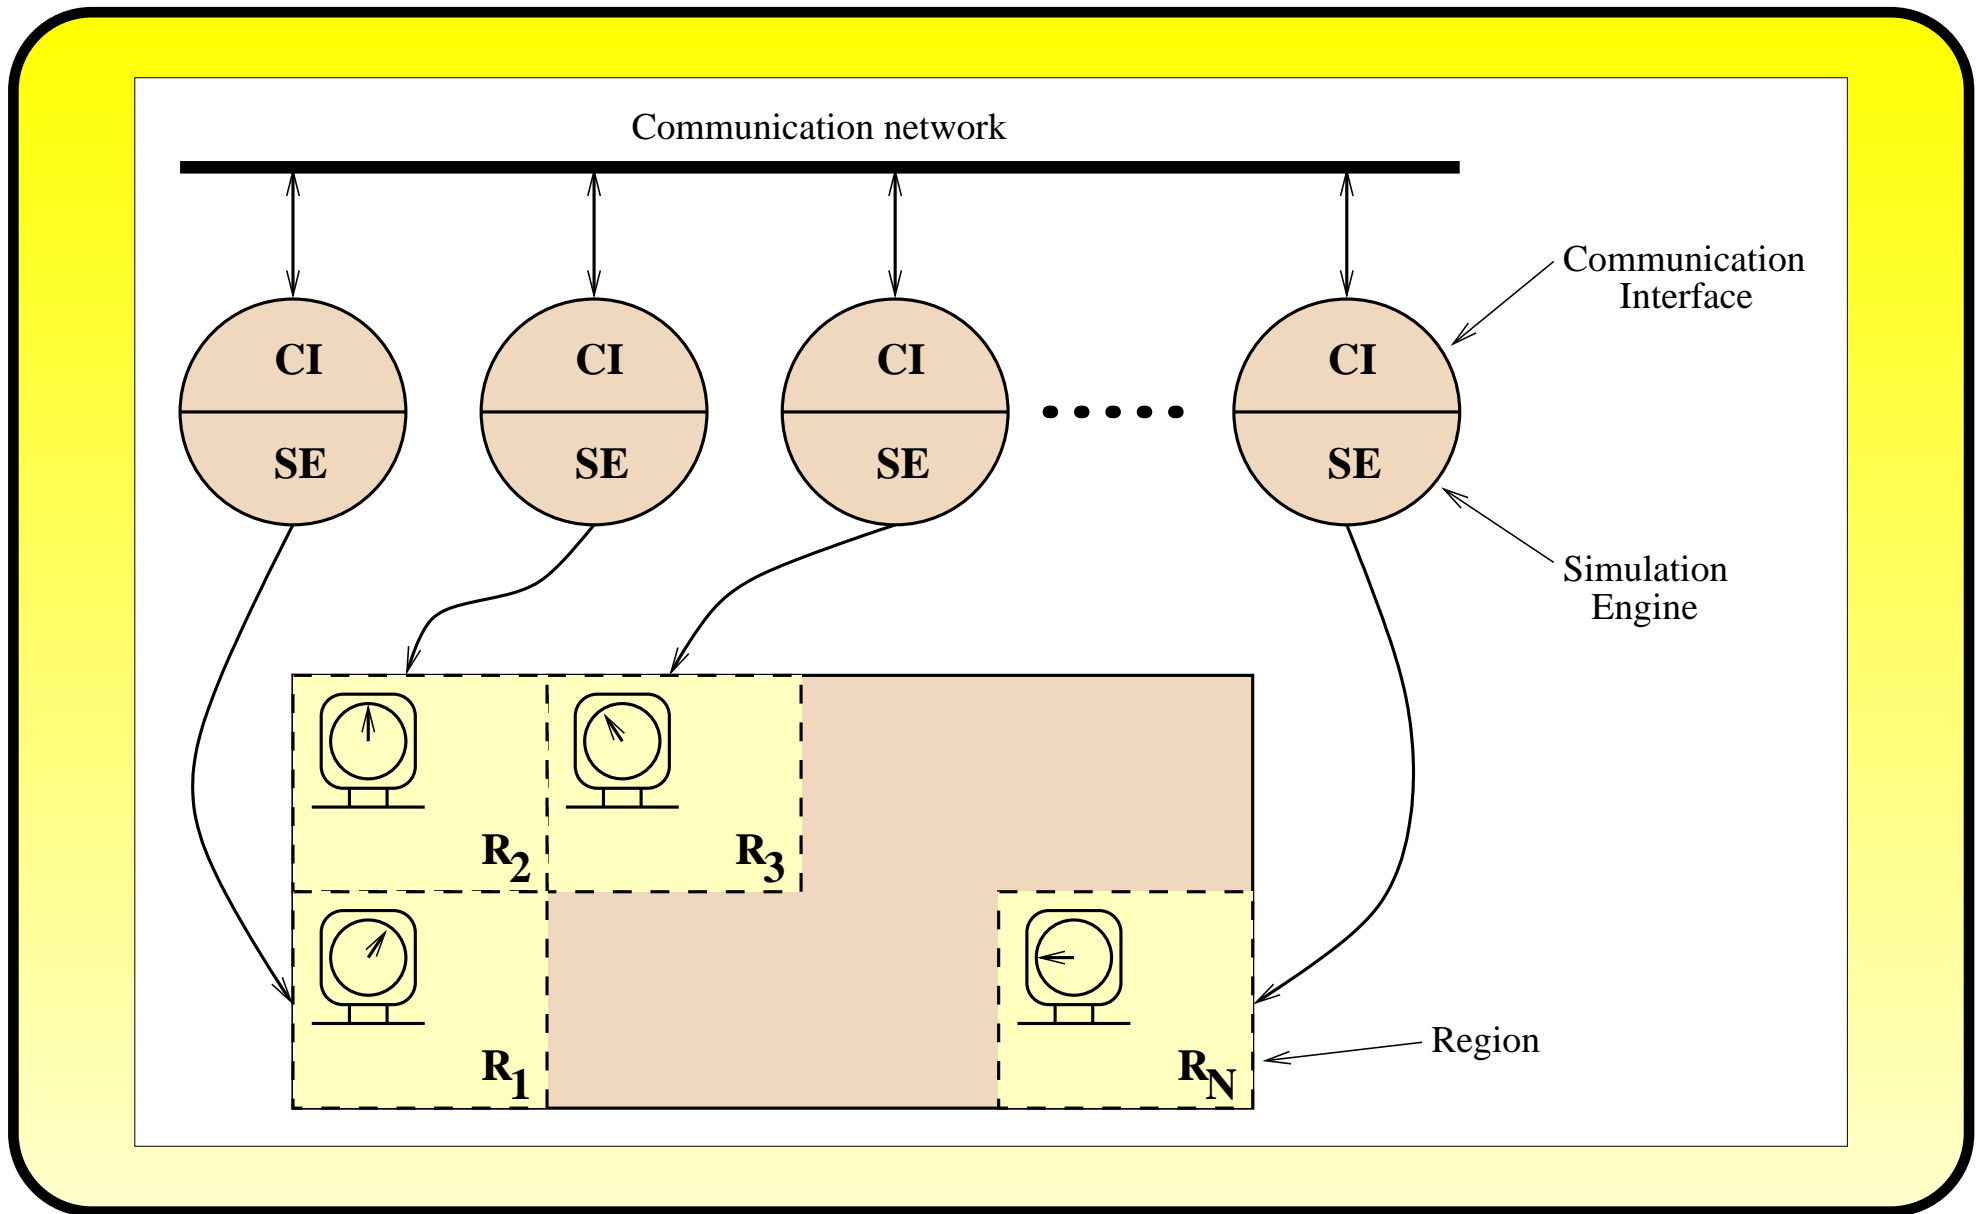 Communication network
Communication
Interface
CI CI CI CI
SE SE SE SE
Simulation
Engine
R2 R3
R1 RN
Region